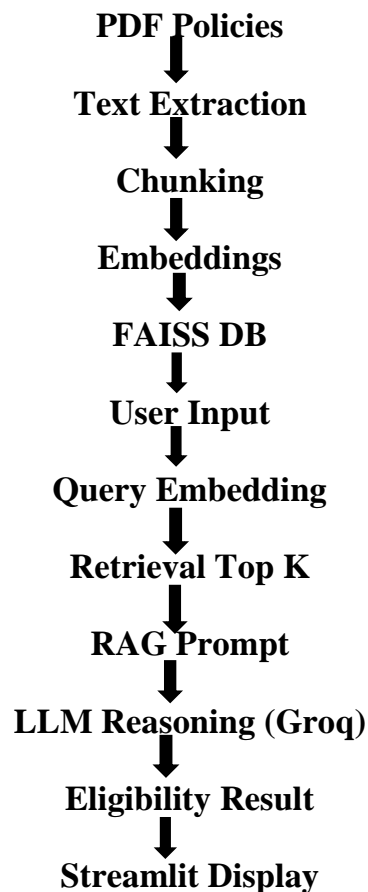 PDF Policies
Text Extraction
Chunking
Embeddings
FAISS DB
User Input
Query Embedding
Retrieval Top K
RAG Prompt
LLM Reasoning (Groq)
Eligibility Result
Streamlit Display